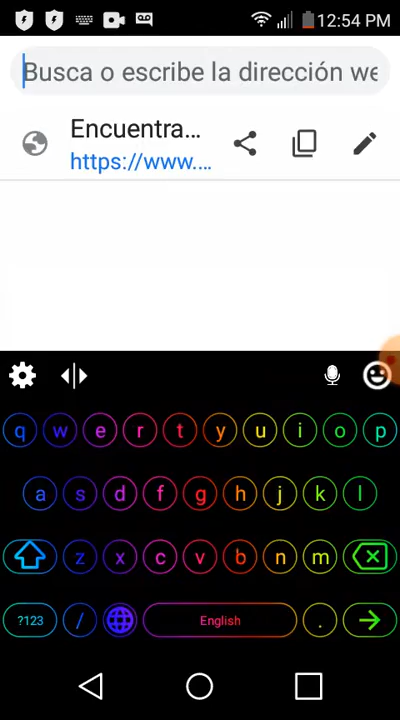 12:54 PM
Busca o escribe la dirección we
Encuentra...
https://www....
q w e r t y u i o p
a s d f g h j k l
z x c v b n m
?123 / English .